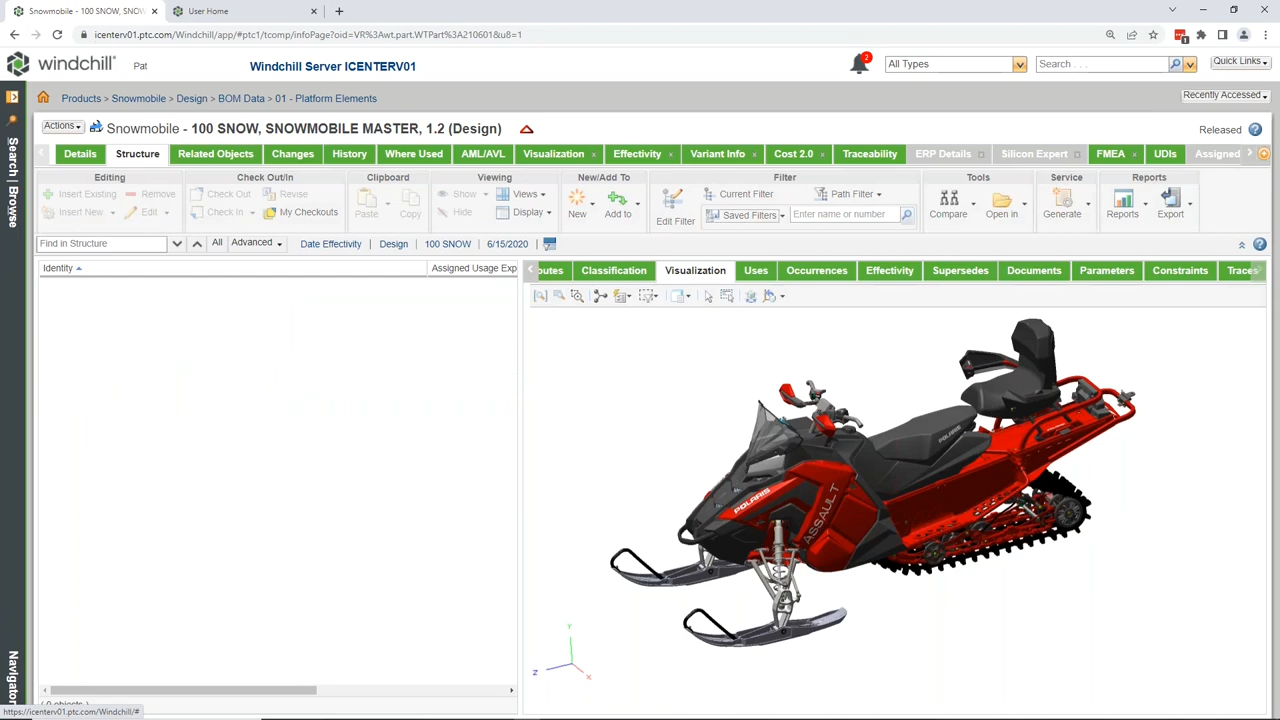 Snowmobile - 100 SNOW, SNOW
User Home
icenterv01.ptc.com/Windchill/app/#ptc1/tcomp/infoPage?oid=VR%3Awt.part.WTPart%3A210601&u8=1
windchill® Pat Windchill Server ICENTERV01 2 All Types Search . . . Quick Links
Products > Snowmobile > Design > BOM Data > 01 - Platform Elements Recently Accessed
Actions Snowmobile - 100 SNOW, SNOWMOBILE MASTER, 1.2 (Design) Released
Details Structure Related Objects Changes History Where Used AML/AVL Visualization Effectivity Variant Info Cost 2.0 Traceability ERP Details Silicon Expert FMEA UDIs Assigned
Editing Check Out/In Clipboard Viewing New/Add To Filter Tools Service Reports
Insert Existing Remove Check Out Revise Show Views Current Filter Path Filter
Insert New Edit Check In My Checkouts Paste Copy Hide Display New Add to Edit Filter Saved Filters Enter name or number Compare Open in Generate Reports Export
Find in Structure All Advanced Date Effectivity Design 100 SNOW 6/15/2020
Identity Assigned Usage Exp
butes Classification Visualization Uses Occurrences Effectivity Supersedes Documents Parameters Constraints Traces
POLARIS
POLARIS
ASSAULT
Y
Z
X
Search | Browse
Navigator
( 0 objects )
https://icenterv01.ptc.com/Windchill/#